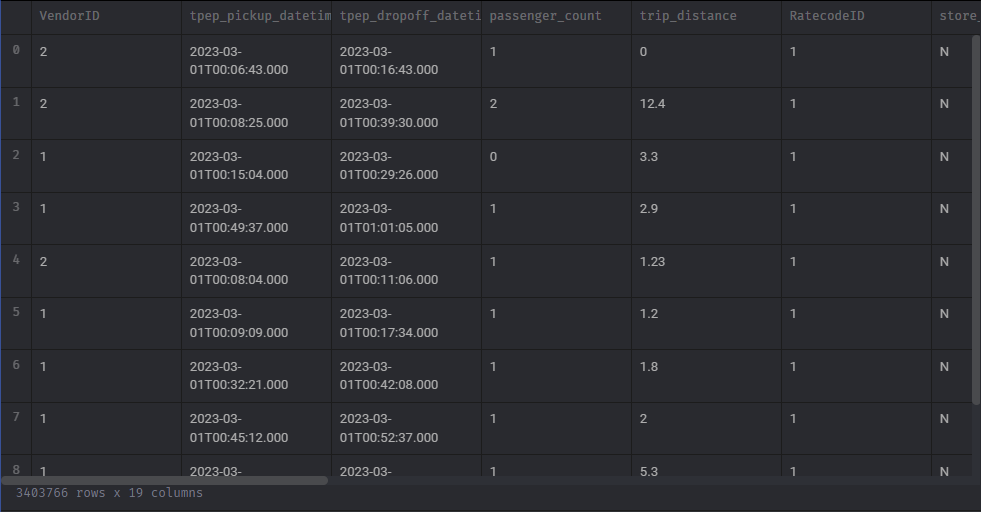 VendorID tpep_pickup_datetim tpep_dropoff_dateti passenger_count trip_distance RatecodeID store_
0 2 2023-03- 2023-03- 1 0 1 N
01T00:06:43.000 01T00:16:43.000
1 2 2023-03- 2023-03- 2 12.4 1 N
01T00:08:25.000 01T00:39:30.000
2 1 2023-03- 2023-03- 0 3.3 1 N
01T00:15:04.000 01T00:29:26.000
3 1 2023-03- 2023-03- 1 2.9 1 N
01T00:49:37.000 01T01:01:05.000
4 2 2023-03- 2023-03- 1 1.23 1 N
01T00:08:04.000 01T00:11:06.000
5 1 2023-03- 2023-03- 1 1.2 1 N
01T00:09:09.000 01T00:17:34.000
6 1 2023-03- 2023-03- 1 1.8 1 N
01T00:32:21.000 01T00:42:08.000
7 1 2023-03- 2023-03- 1 2 1 N
01T00:45:12.000 01T00:52:37.000
8 1 2023-03- 2023-03- 1 5.3 1 N
3403766 rows x 19 columns